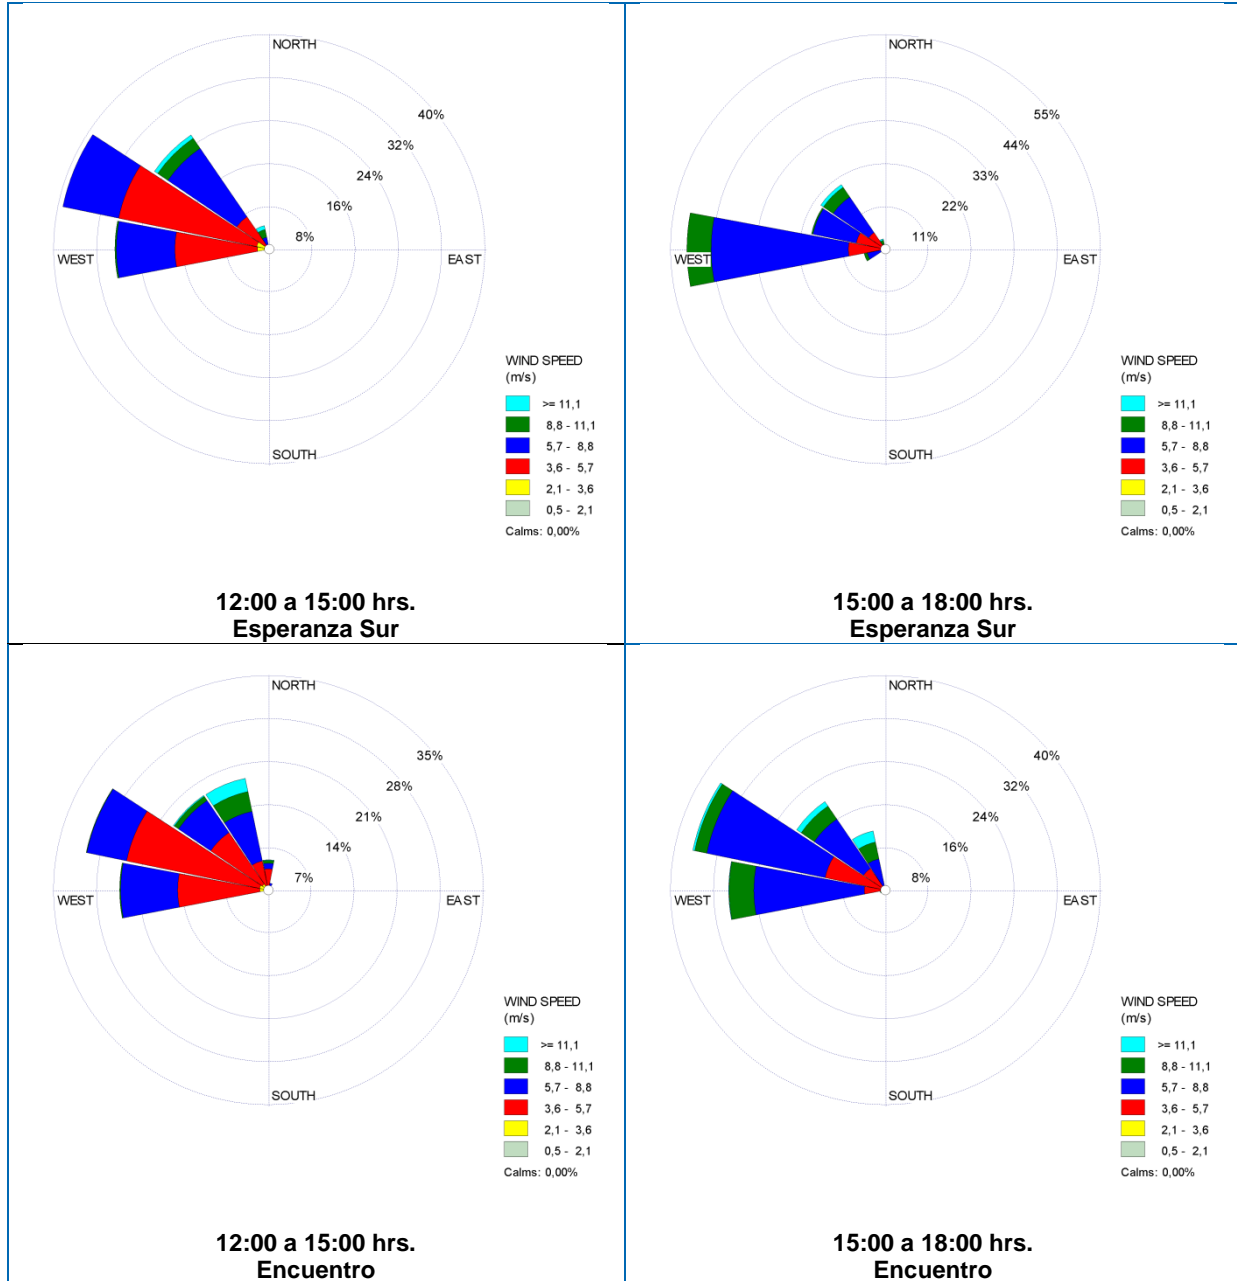 NORTH
40%
32%
24%
16%
8%
WEST
EAST
SOUTH
WIND SPEED
(m/s)
>= 11,1
8,8 - 11,1
5,7 - 8,8
3,6 - 5,7
2,1 - 3,6
0,5 - 2,1
Calms: 0,00%
12:00 a 15:00 hrs.
Esperanza Sur
NORTH
55%
44%
33%
22%
11%
WEST
EAST
SOUTH
WIND SPEED
(m/s)
>= 11,1
8,8 - 11,1
5,7 - 8,8
3,6 - 5,7
2,1 - 3,6
0,5 - 2,1
Calms: 0,00%
15:00 a 18:00 hrs.
Esperanza Sur
NORTH
35%
28%
21%
14%
7%
WEST
EAST
SOUTH
WIND SPEED
(m/s)
>= 11,1
8,8 - 11,1
5,7 - 8,8
3,6 - 5,7
2,1 - 3,6
0,5 - 2,1
Calms: 0,00%
12:00 a 15:00 hrs.
Encuentro
NORTH
40%
32%
24%
16%
8%
WEST
EAST
SOUTH
WIND SPEED
(m/s)
>= 11,1
8,8 - 11,1
5,7 - 8,8
3,6 - 5,7
2,1 - 3,6
0,5 - 2,1
Calms: 0,00%
15:00 a 18:00 hrs.
Encuentro